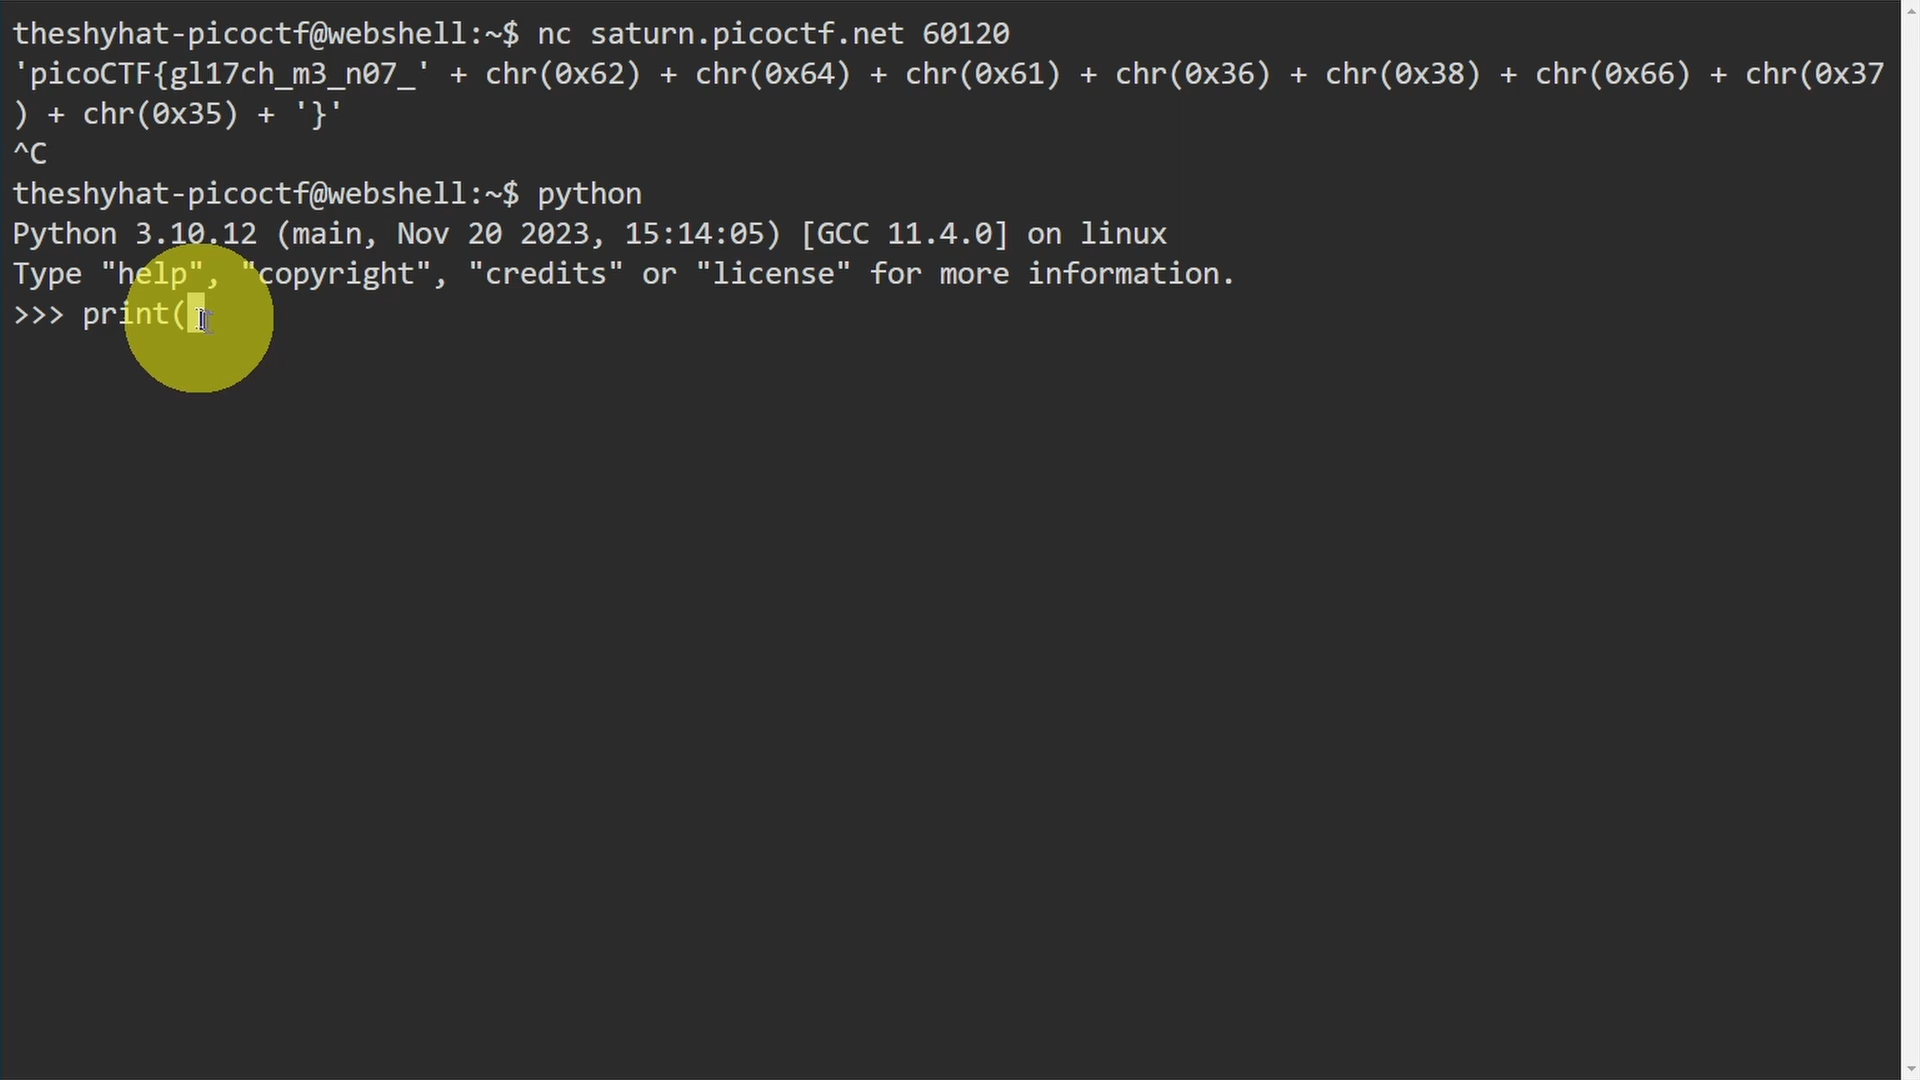 theshyhat-picoctf@webshell:~$ nc saturn.picoctf.net 60120
'picoCTF{gl17ch_m3_n07_' + chr(0x62) + chr(0x64) + chr(0x61) + chr(0x36) + chr(0x38) + chr(0x66) + chr(0x37
) + chr(0x35) + '}'
^C
theshyhat-picoctf@webshell:~$ python
Python 3.10.12 (main, Nov 20 2023, 15:14:05) [GCC 11.4.0] on linux
Type "help", "copyright", "credits" or "license" for more information.
>>> print(